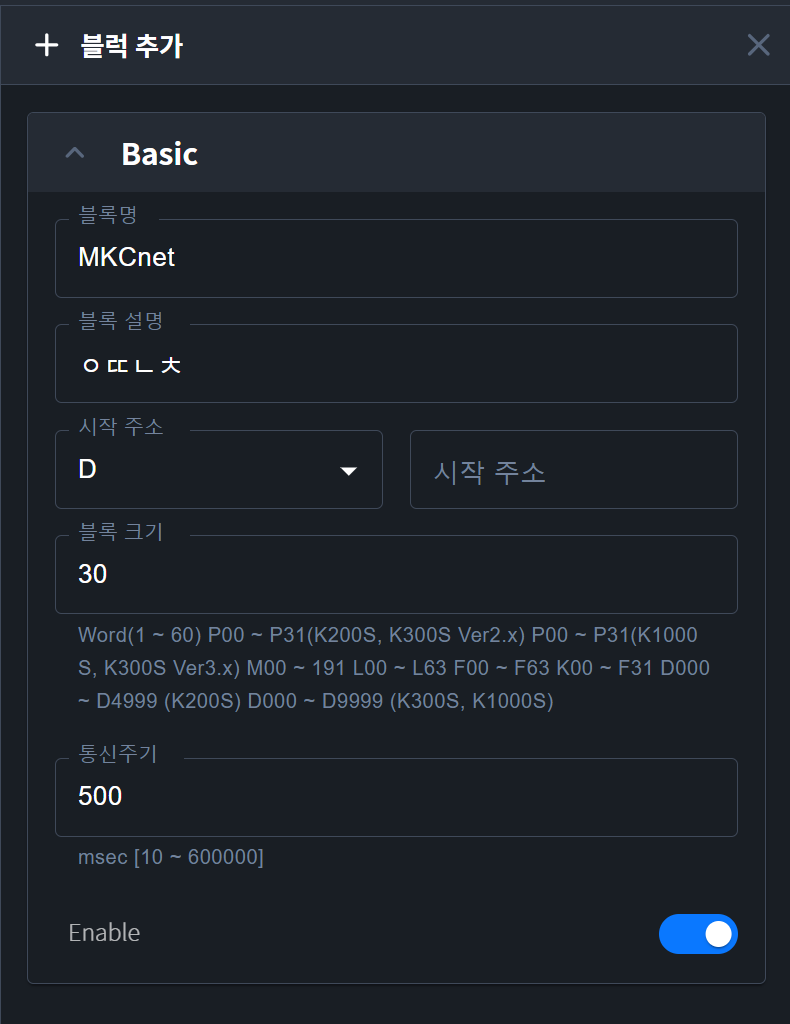 블럭 추가
Basic
블록명
MKCnet
블록 설명
ㅇㄸㄴㅊ
시작 주소
D
시작 주소
블록 크기
30
Word(1 ~ 60) P00 ~ P31(K200S, K300S Ver2.x) P00 ~ P31(K1000
S, K300S Ver3.x) M00 ~ 191 L00 ~ L63 F00 ~ F63 K00 ~ F31 D000
~ D4999 (K200S) D000 ~ D9999 (K300S, K1000S)
통신주기
500
msec [10 ~ 600000]
Enable